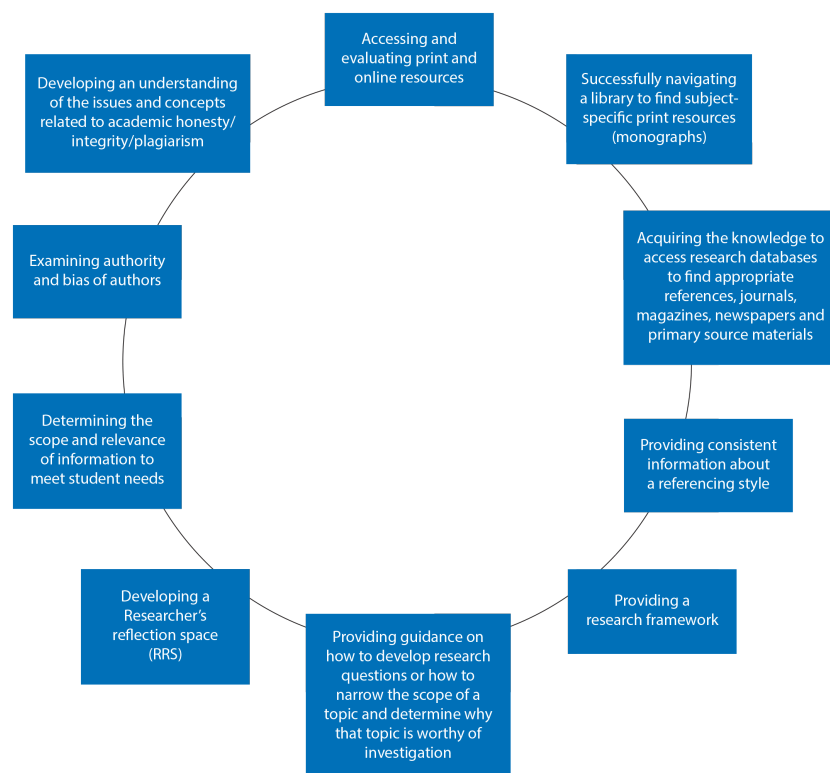 Accessing and
evaluating print and
online resources
Successfully navigating
a library to find subject-
specific print resources
(monographs)
Acquiring the knowledge to
access research databases
to find appropriate
references, journals,
magazines, newspapers and
primary source materials
Providing consistent
information about
a referencing style
Providing a
research framework
Providing guidance on
how to develop research
questions or how to
narrow the scope of a
topic and determine why
that topic is worthy of
investigation
Developing a
Researcher’s
reflection space
(RRS)
Determining the
scope and relevance
of information to
meet student needs
Examining authority
and bias of authors
Developing an understanding
of the issues and concepts
related to academic honesty/
integrity/plagiarism